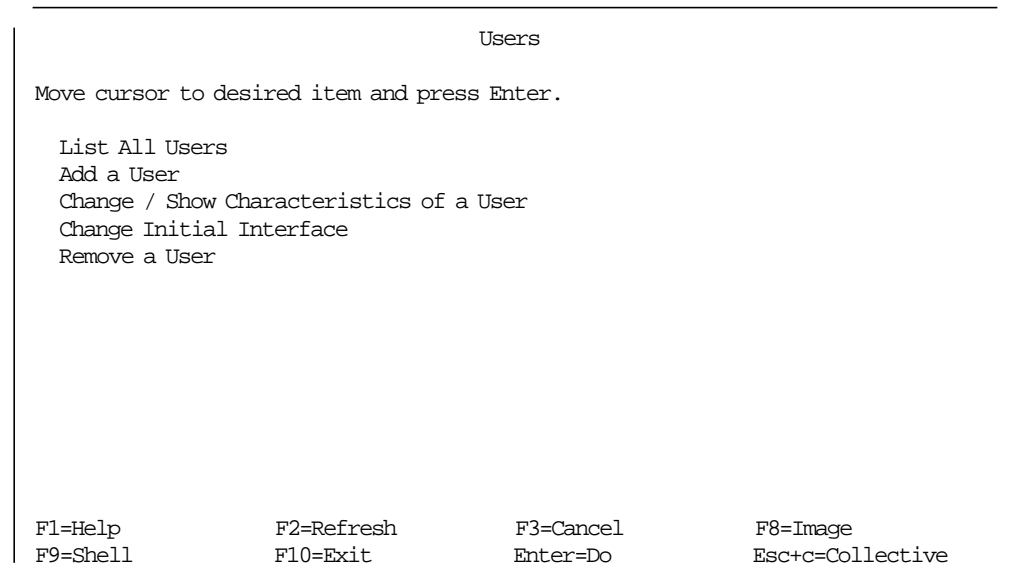 Users
Move cursor to desired item and press Enter.
List All Users
Add a User
Change / Show Characteristics of a User
Change Initial Interface
Remove a User
F1=Help F2=Refresh F3=Cancel F8=Image
F9=Shell F10=Exit Enter=Do Esc+c=Collective